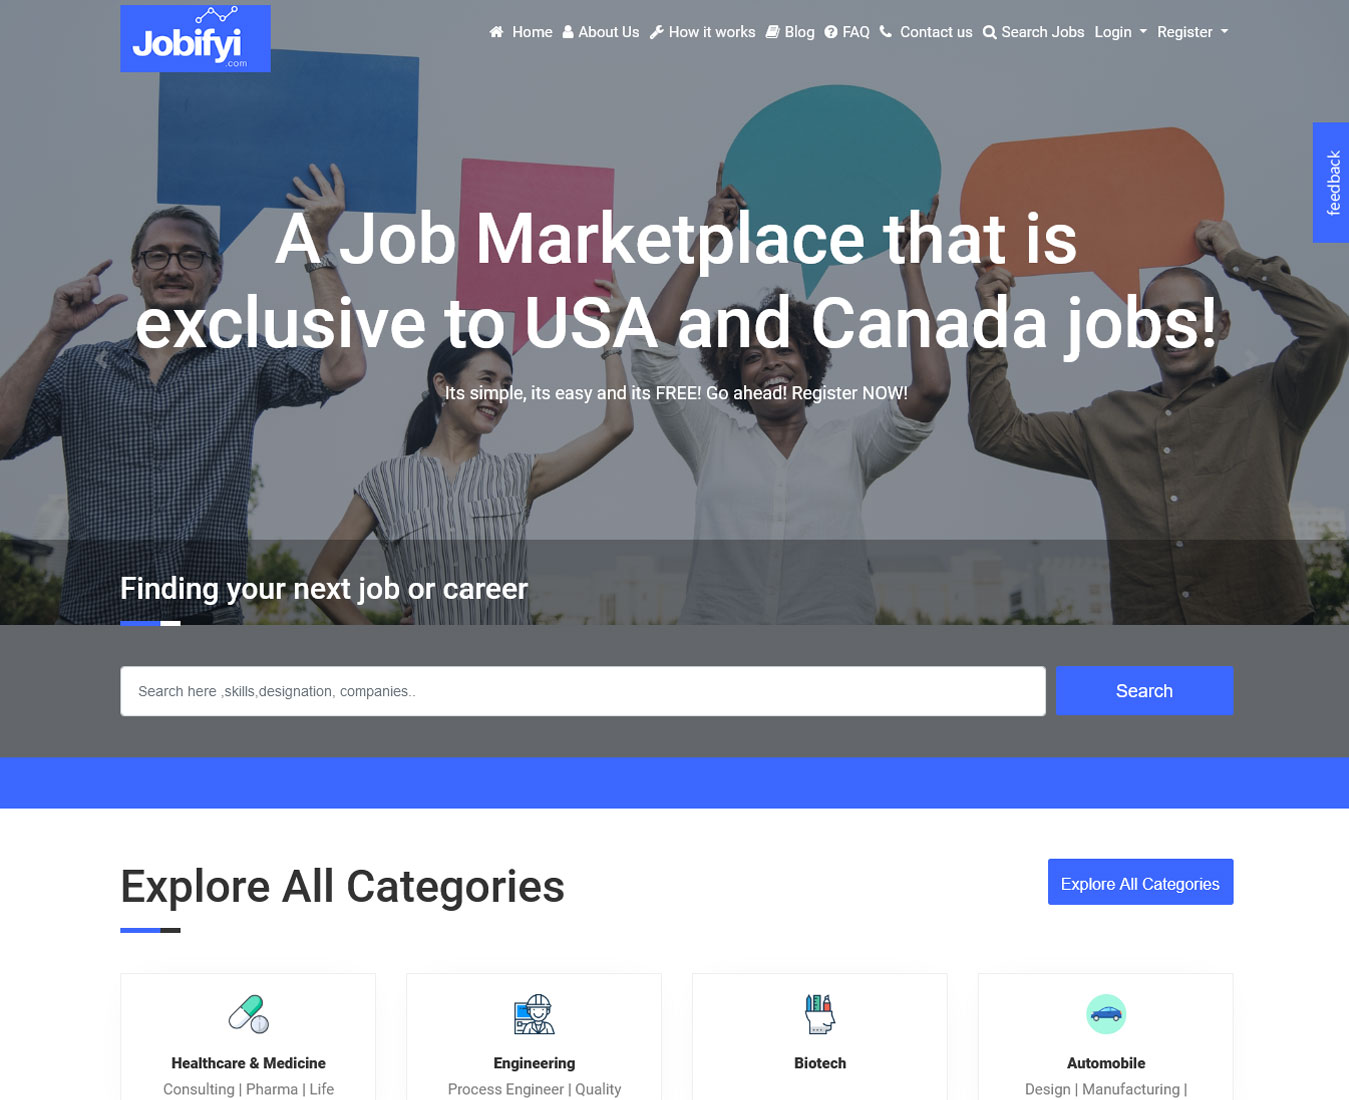 Jobifyi
.com
Home About Us How it works Blog FAQ Contact us Search Jobs Login Register
feedback
A Job Marketplace that is
exclusive to USA and Canada jobs!
Its simple, its easy and its FREE! Go ahead! Register NOW!
Finding your next job or career
Search here ,skills,designation, companies..
Search
Explore All Categories
Explore All Categories
Healthcare & Medicine
Consulting | Pharma | Life
Engineering
Process Engineer | Quality
Biotech
Automobile
Design | Manufacturing |